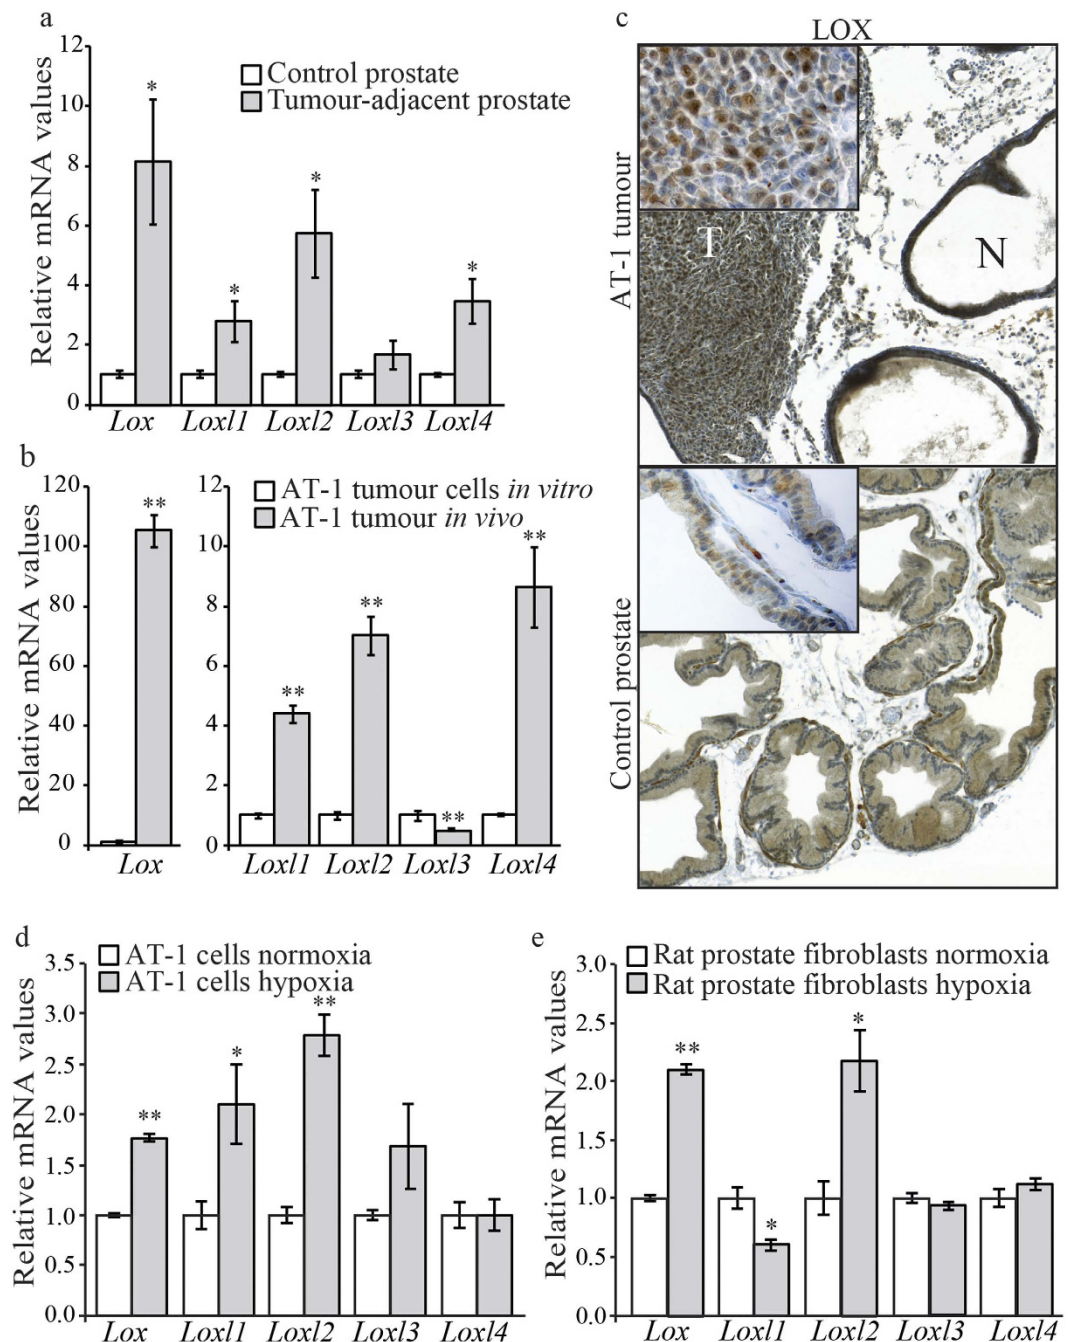 a
Relative mRNA values
12
10
8
6
4
2
0
Control prostate
Tumour-adjacent prostate
*
*
*
*
Lox Loxl1 Loxl2 Loxl3 Loxl4
b
Relative mRNA values
120
100
80
60
40
20
0
**
Lox
12
10
8
6
4
2
0
AT-1 tumour cells in vitro
AT-1 tumour in vivo
**
**
**
**
Loxl1 Loxl2 Loxl3 Loxl4
c
LOX
AT-1 tumour
T
N
Control prostate
d
Relative mRNA values
AT-1 cells normoxia
AT-1 cells hypoxia
3.5
3.0
2.5
2.0
1.5
1.0
0.5
0.0
**
*
**
Lox Loxl1 Loxl2 Loxl3 Loxl4
e
Relative mRNA values
Rat prostate fibroblasts normoxia
Rat prostate fibroblasts hypoxia
3.0
2.5
2.0
1.5
1.0
0.5
0.0
**
*
*
Lox Loxl1 Loxl2 Loxl3 Loxl4